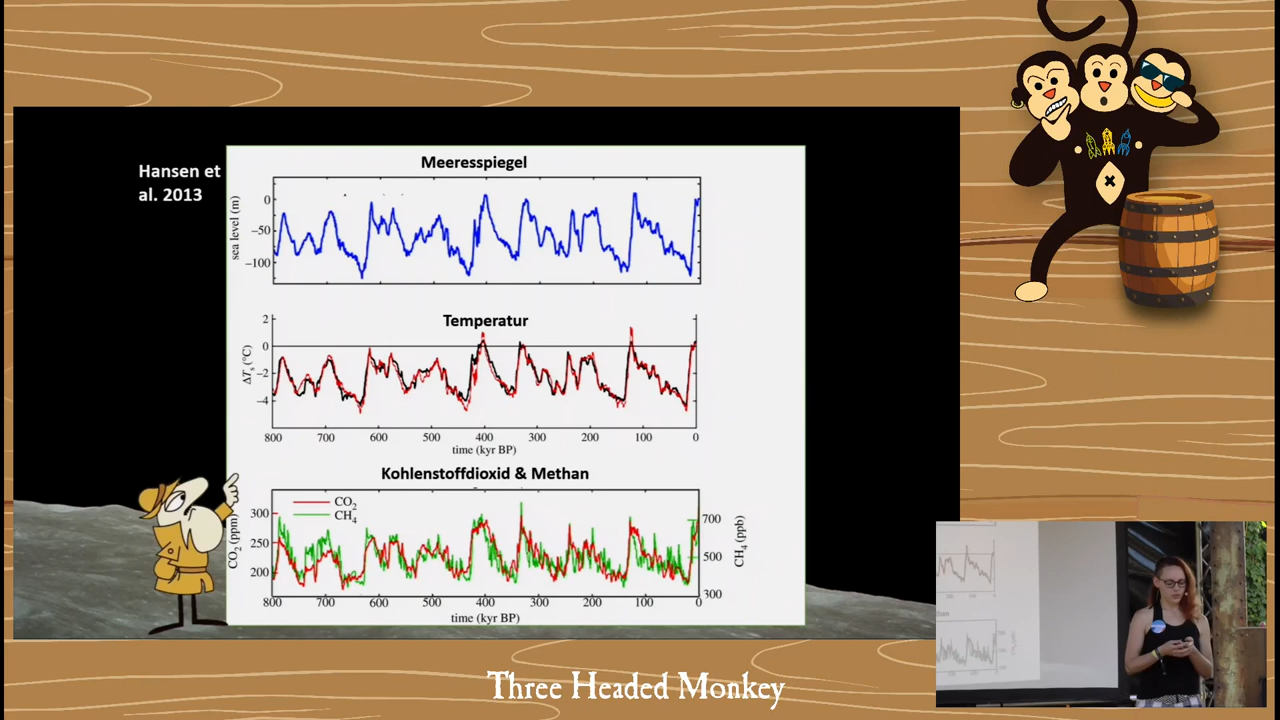 Hansen et
al. 2013
Meeresspiegel
sea level (m)
0
−50
−100
Temperatur
ΔTs (°C)
2
0
−2
−4
800 700 600 500 400 300 200 100 0
time (kyr BP)
Kohlenstoffdioxid & Methan
CO2
CH4
CO2 (ppm)
300
250
200
CH4 (ppb)
700
500
300
800 700 600 500 400 300 200 100 0
time (kyr BP)
Three Headed Monkey